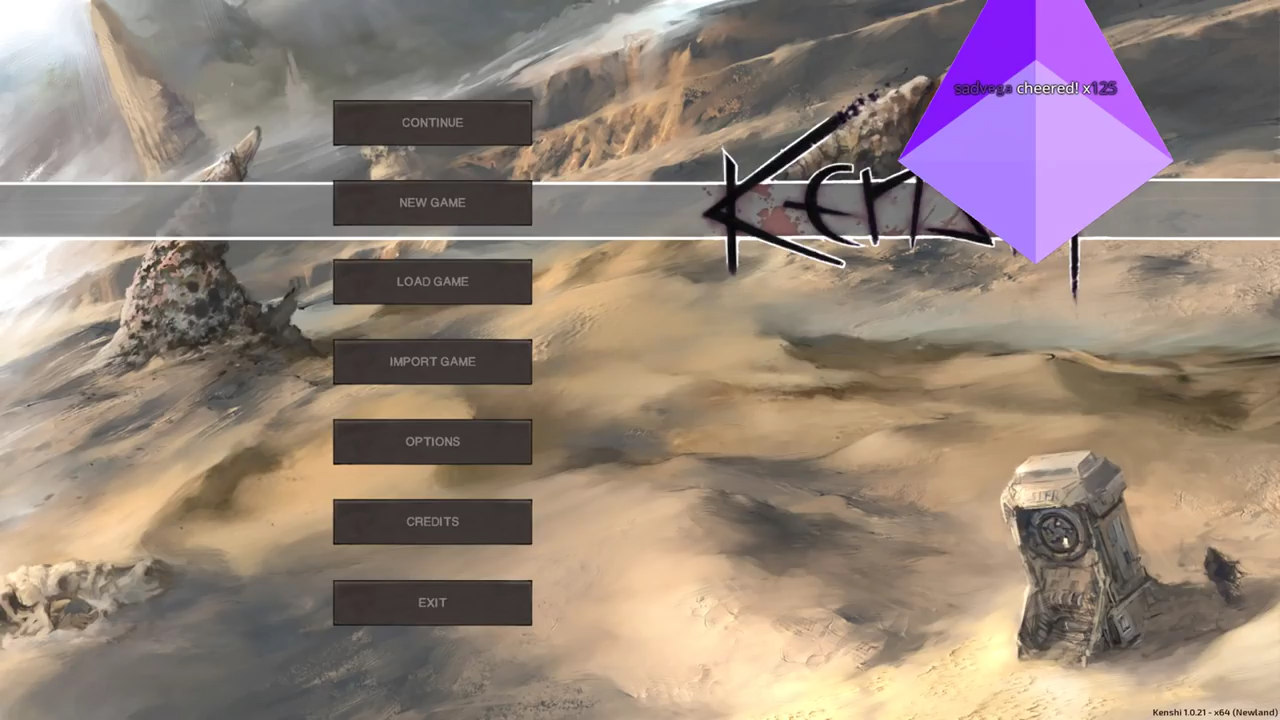 sadvega cheered! x125
CONTINUE
NEW GAME
LOAD GAME
IMPORT GAME
OPTIONS
CREDITS
EXIT
Kenshi 1.0.21 - x64 (Newland)